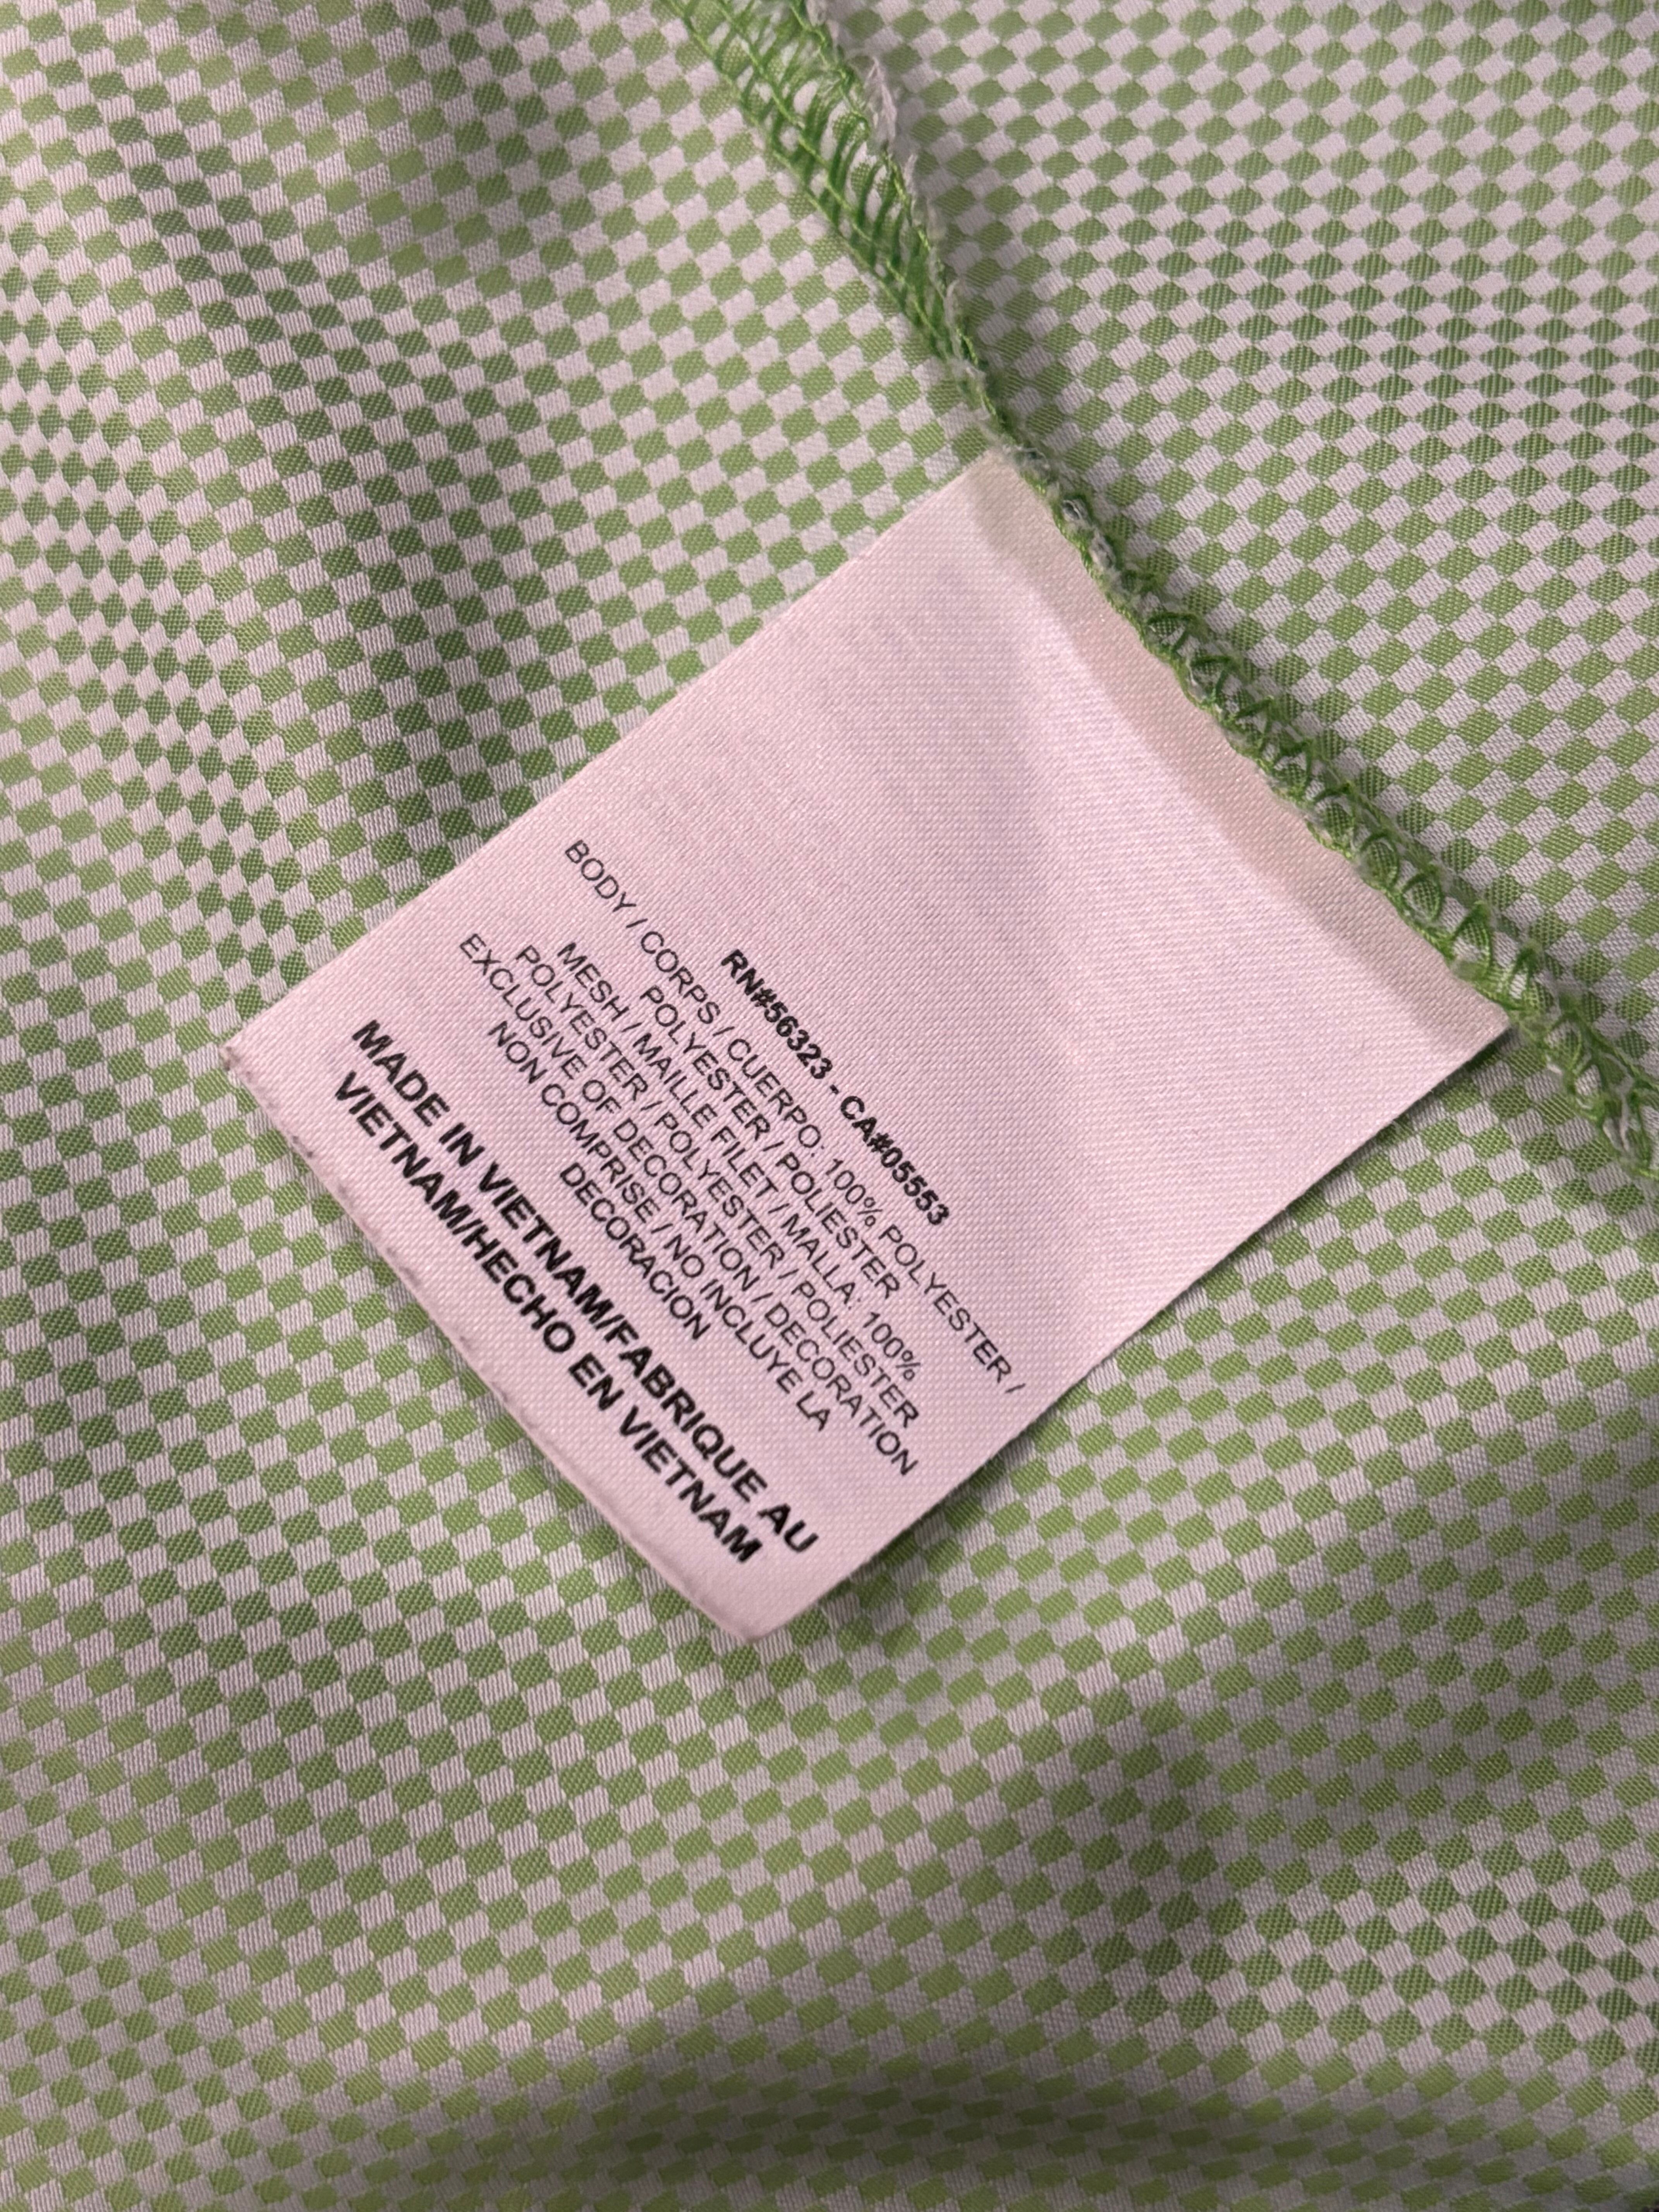 RN#56323 - CA#05553
BODY / CORPS / CUERPO: 100% POLYESTER /
POLYESTER / POLIESTER
MESH / MAILLE FILET / MALLA: 100%
POLYESTER / POLYESTER / POLIESTER
EXCLUSIVE OF DECORATION / DECORATION
NON COMPRISE / NO INCLUYE LA
DECORACION
MADE IN VIETNAM/FABRIQUE AU
VIETNAM/HECHO EN VIETNAM